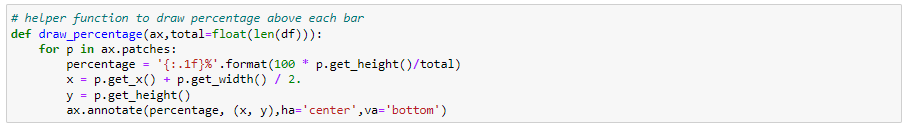 # helper function to draw percentage above each bar
def draw_percentage(ax,total=float(len(df))):
    for p in ax.patches:
        percentage = '{:.1f}%'.format(100 * p.get_height()/total)
        x = p.get_x() + p.get_width() / 2.
        y = p.get_height()
        ax.annotate(percentage, (x, y),ha='center',va='bottom')